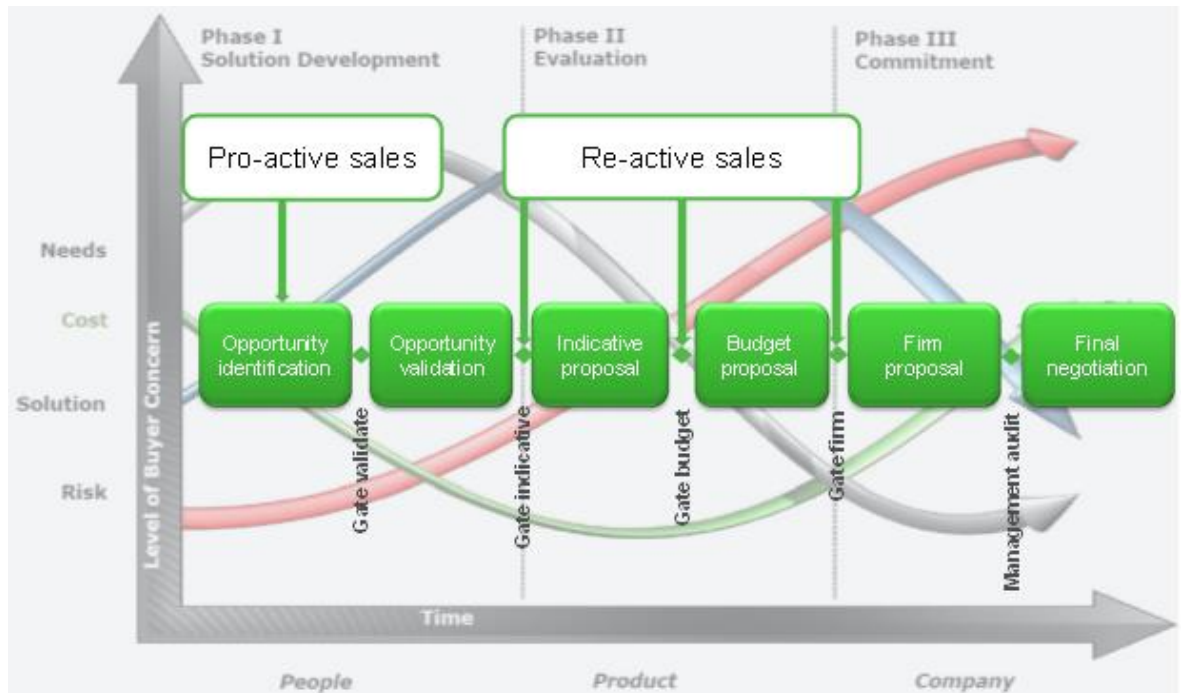 Phase I
Solution Development
Phase II
Evaluation
Phase III
Commitment
Pro-active sales
Re-active sales
Needs
Cost
Solution
Risk
Level of Buyer Concern
Opportunity
identification
Opportunity
validation
Indicative
proposal
Budget
proposal
Firm
proposal
Final
negotiation
Gate validate
Gate indicative
Gate budget
Gate firm
Management audit
Time
People
Product
Company